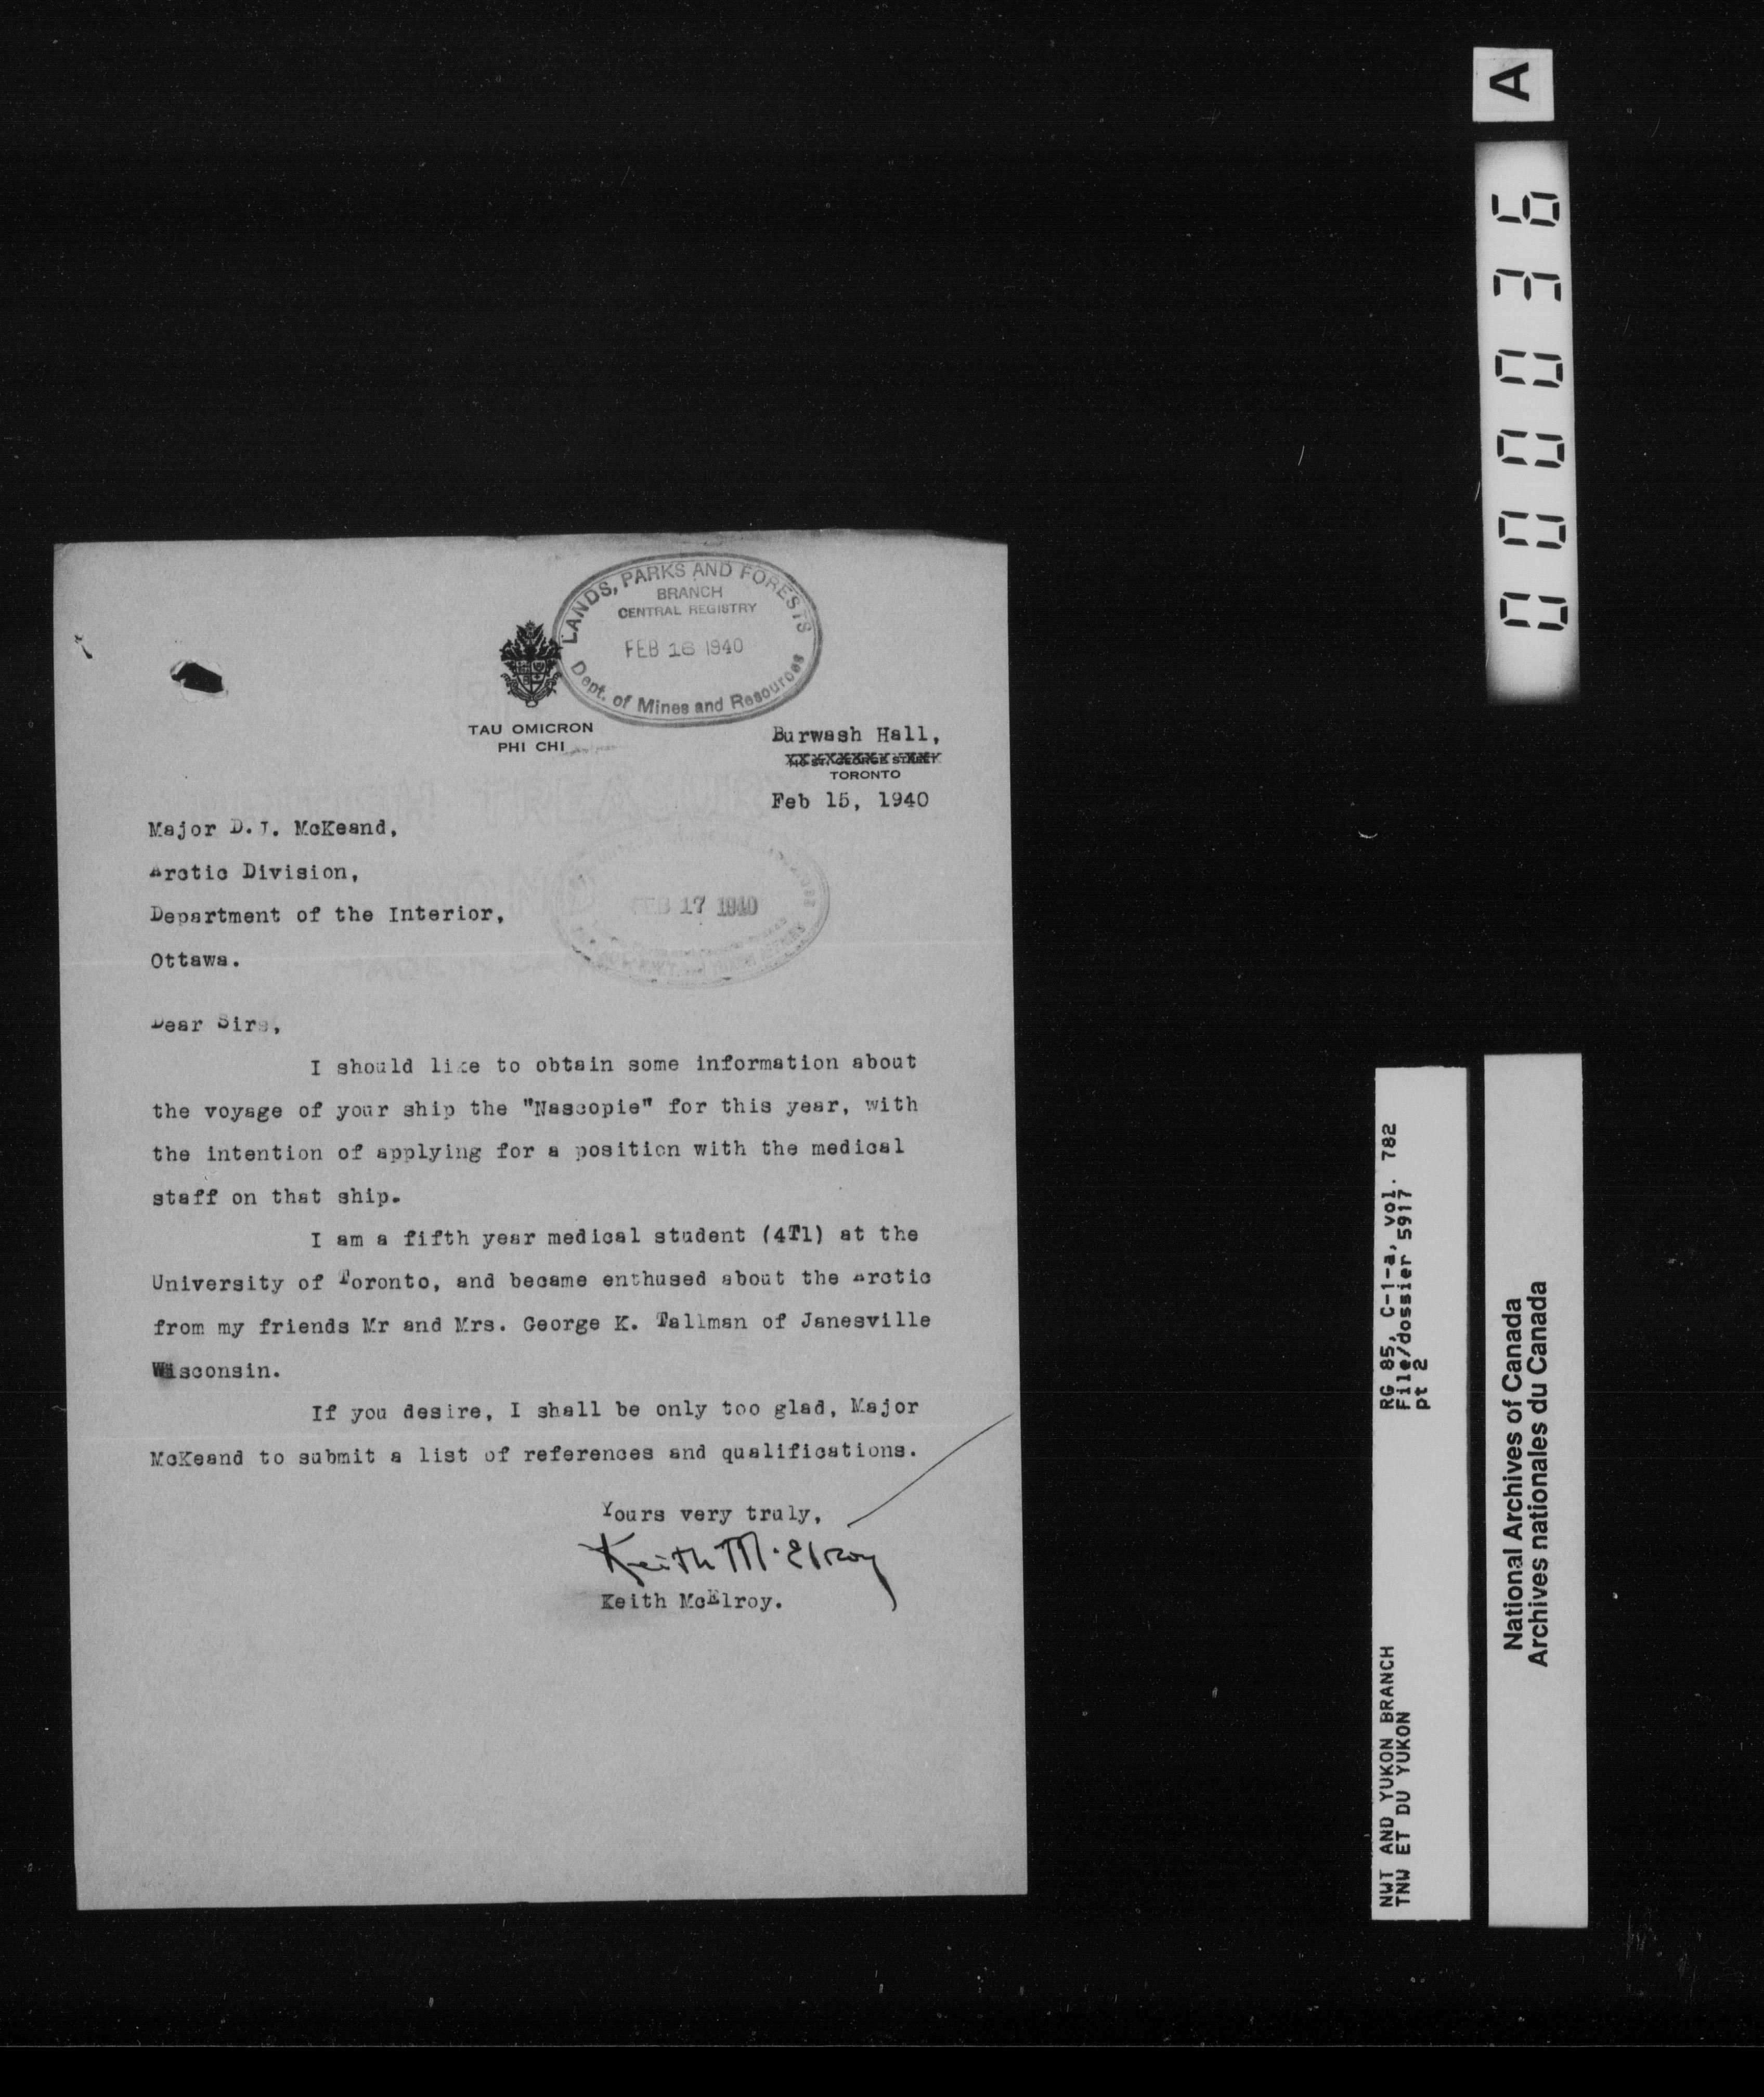 LANDS, PARKS AND FORESTS
BRANCH
CENTRAL REGISTRY
FEB 16 1940
Dept. of Mines and Resources
TAU OMICRON
PHI CHI
Burwash Hall,
TORONTO
Feb 15, 1940
Major D.J. McKeand,
Arctic Division,
Department of the Interior,
Ottawa.
FEB 17 1940
Dear Sirs,
I should like to obtain some information about
the voyage of your ship the "Nascopie" for this year, with
the intention of applying for a position with the medical
staff on that ship.
I am a fifth year medical student (4T1) at the
University of Toronto, and became enthused about the Arctic
from my friends Mr and Mrs. George K. Tallman of Janesville
Wisconsin.
If you desire, I shall be only too glad, Major
McKeand to submit a list of references and qualifications.
Yours very truly,
Keith McElroy
Keith McElroy.
A
000036
RG 85, C-1-a, vol. 782
File/dossier 5917
pt 2
NWT AND YUKON BRANCH
TNW ET DU YUKON
National Archives of Canada
Archives nationales du Canada